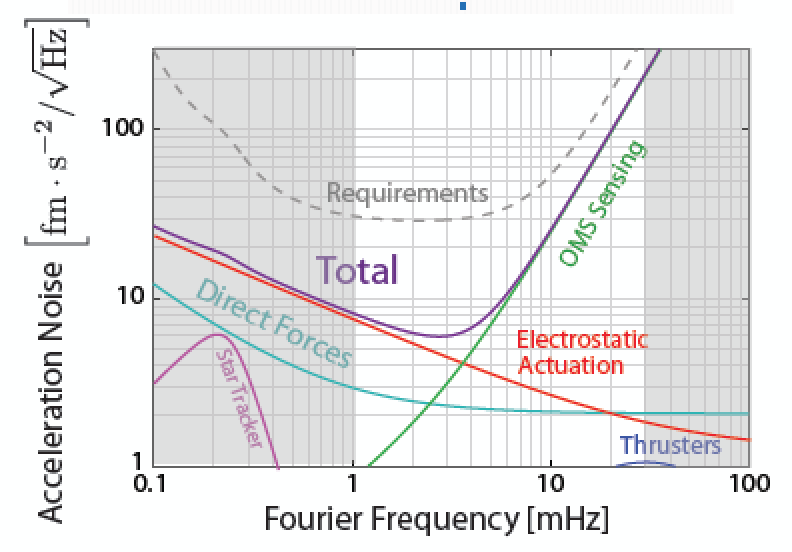 Acceleration Noise [fm · s⁻²/√Hz]
100
10
1
0.1
1
10
100
Fourier Frequency [mHz]
Requirements
Total
Direct Forces
Star Tracker
OMS Sensing
Electrostatic
Actuation
Thrusters